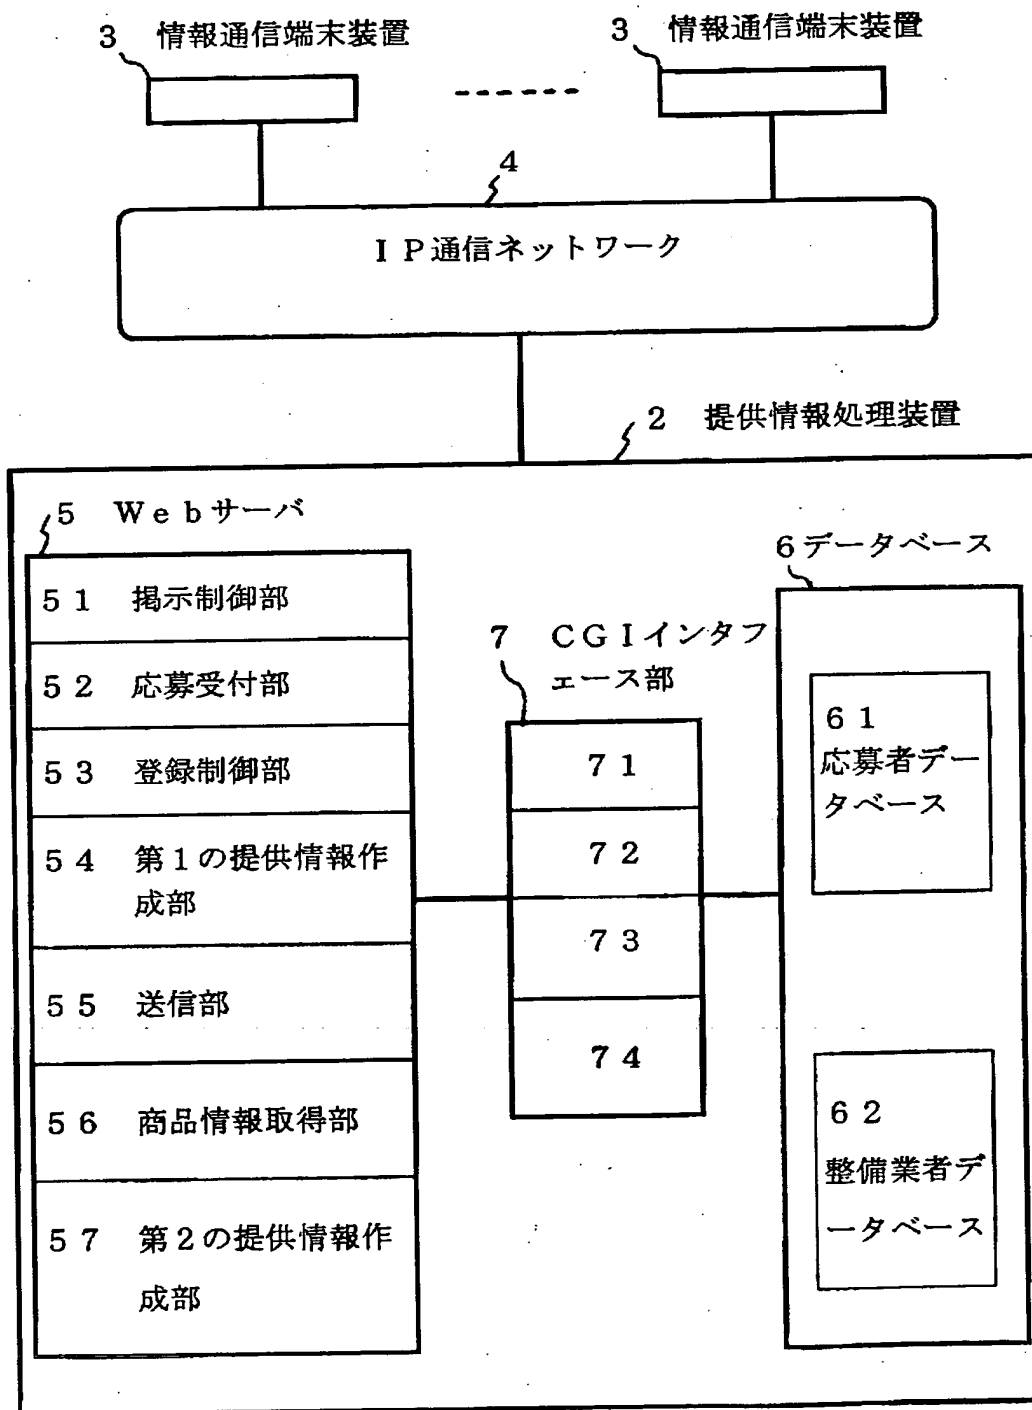 3 情報通信端末装置
3 情報通信端末装置
4
IP通信ネットワーク
2 提供情報処理装置
5 Webサーバ
51 掲示制御部
52 応募受付部
53 登録制御部
54 第1の提供情報作
成部
55 送信部
56 商品情報取得部
57 第2の提供情報作
成部
7 CGIインタフ
ェース部
71
72
73
74
6データベース
61
応募者デー
タベース
62
整備業者デ
ータベース